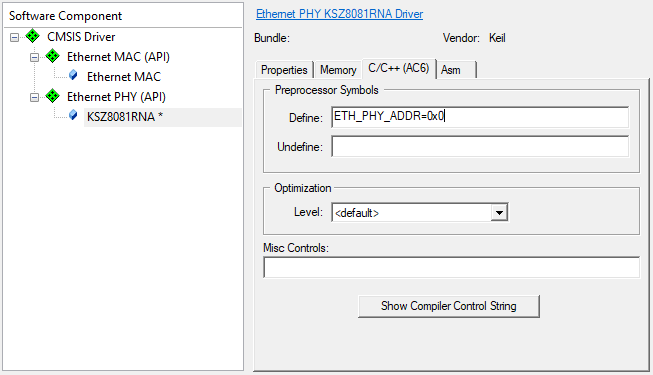 Software Component
CMSIS Driver
Ethernet MAC (API)
Ethernet MAC
Ethernet PHY (API)
KSZ8081RNA *
Ethernet PHY KSZ8081RNA Driver
Bundle: Vendor: Keil
Properties Memory C/C++ (AC6) Asm
Preprocessor Symbols
Define: ETH_PHY_ADDR=0x0
Undefine:
Optimization
Level: <default>
Misc Controls:
Show Compiler Control String